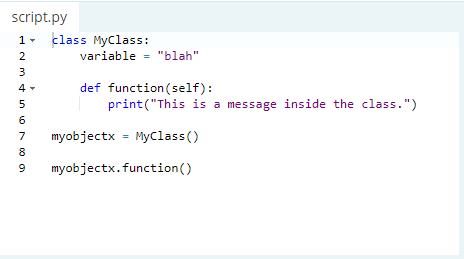 script.py
1 class MyClass:
2     variable = "blah"
3
4     def function(self):
5         print("This is a message inside the class.")
6
7 myobjectx = MyClass()
8
9 myobjectx.function()